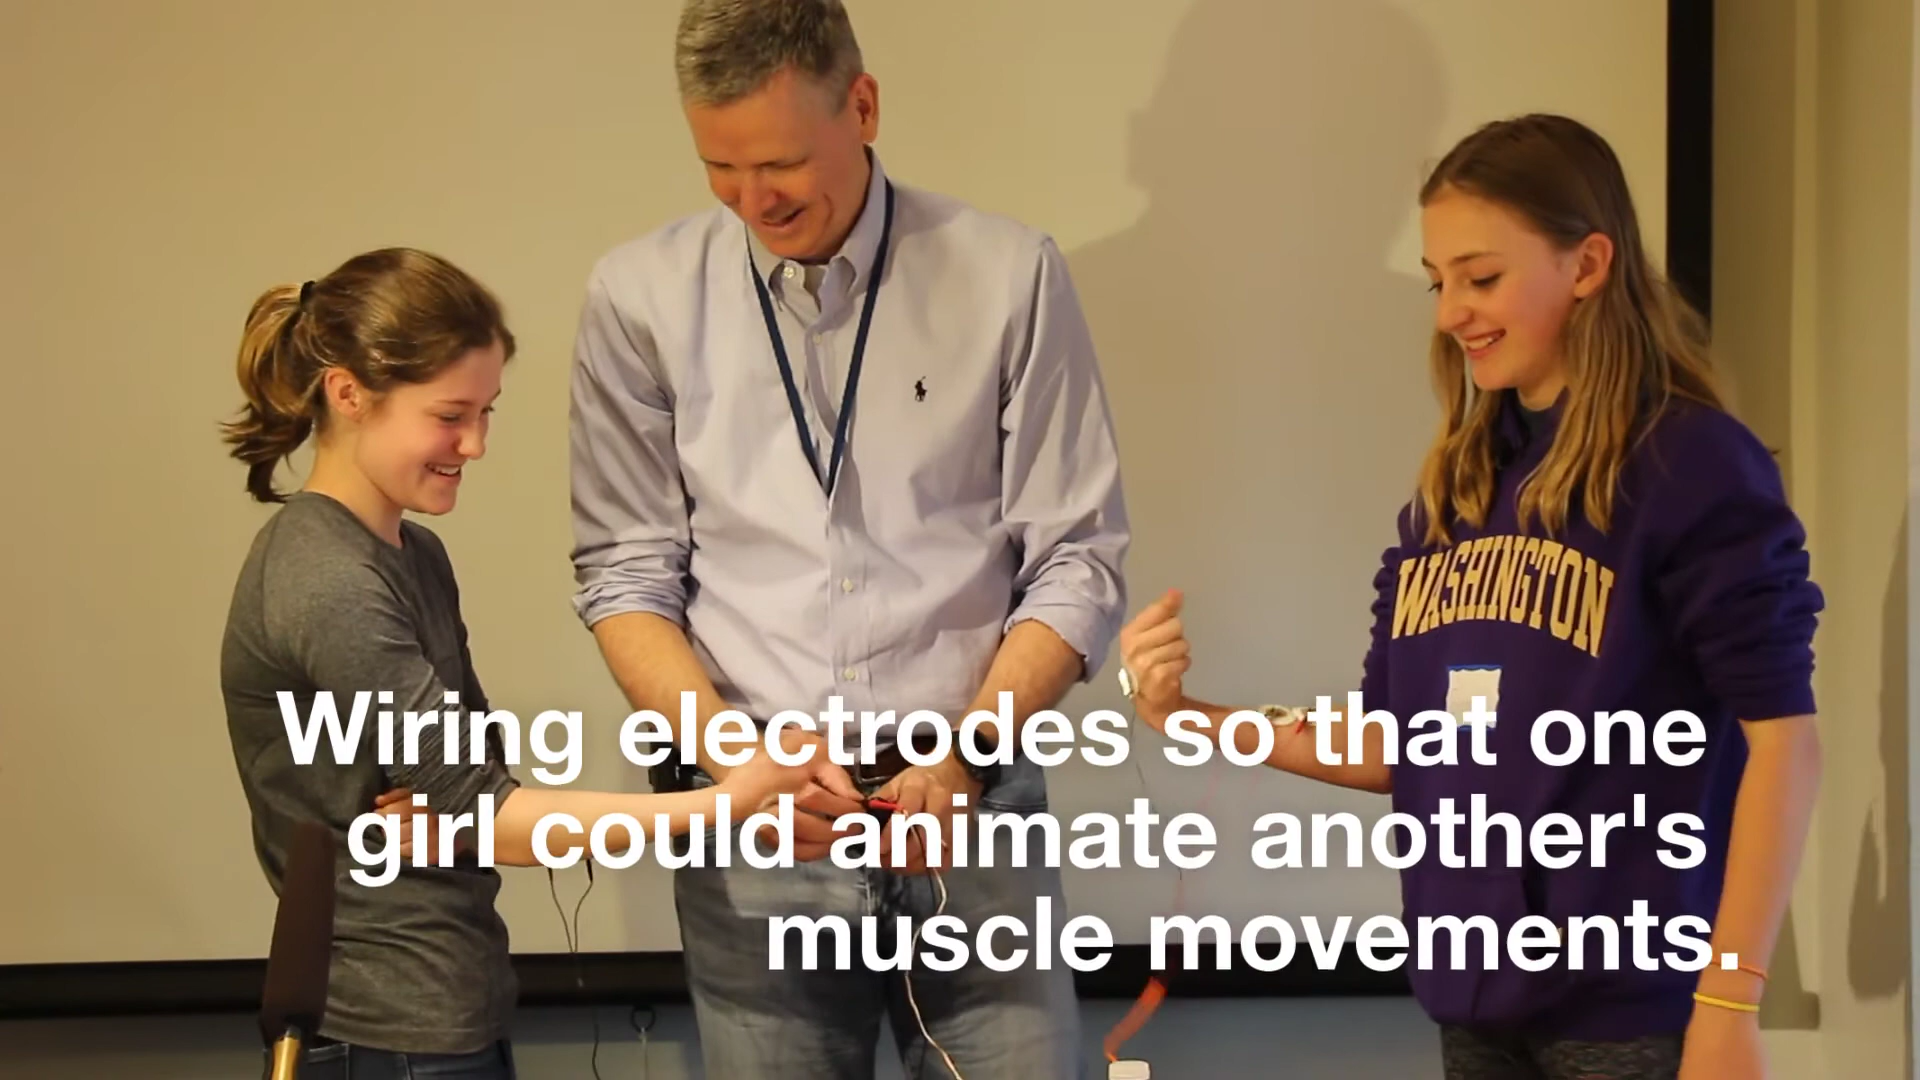 WASHINGTON
Wiring electrodes so that one
girl could animate another's
muscle movements.